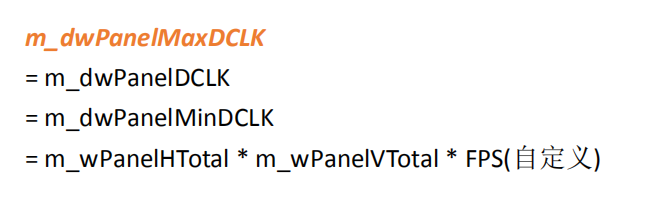 m_dwPanelMaxDCLK
= m_dwPanelDCLK
= m_dwPanelMinDCLK
= m_wPanelHTotal * m_wPanelVTotal * FPS(自定义)